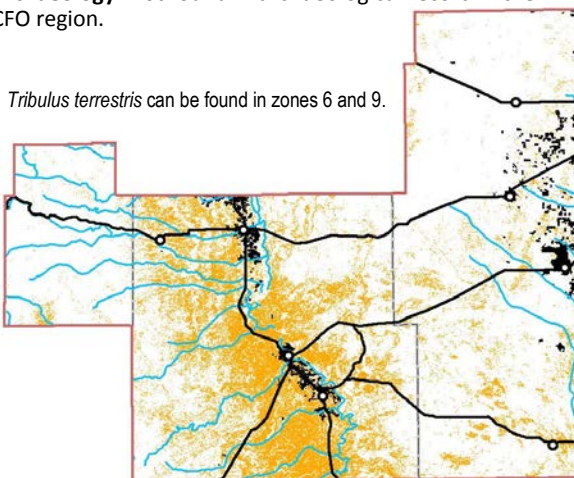 CFO region.
Tribulus terrestris can be found in zones 6 and 9.